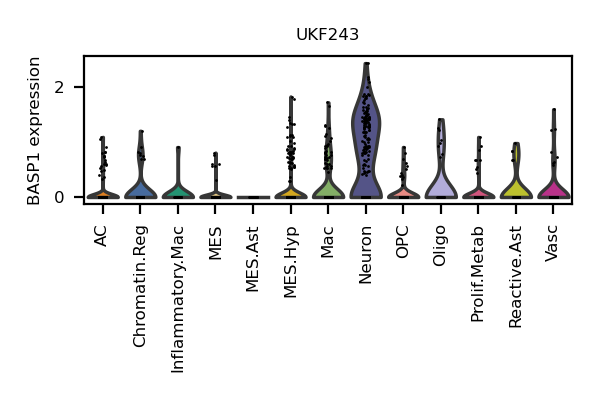 UKF243
BASP1 expression
2
0
AC
Chromatin.Reg
Inflammatory.Mac
MES
MES.Ast
MES.Hyp
Mac
Neuron
OPC
Oligo
Prolif.Metab
Reactive.Ast
Vasc